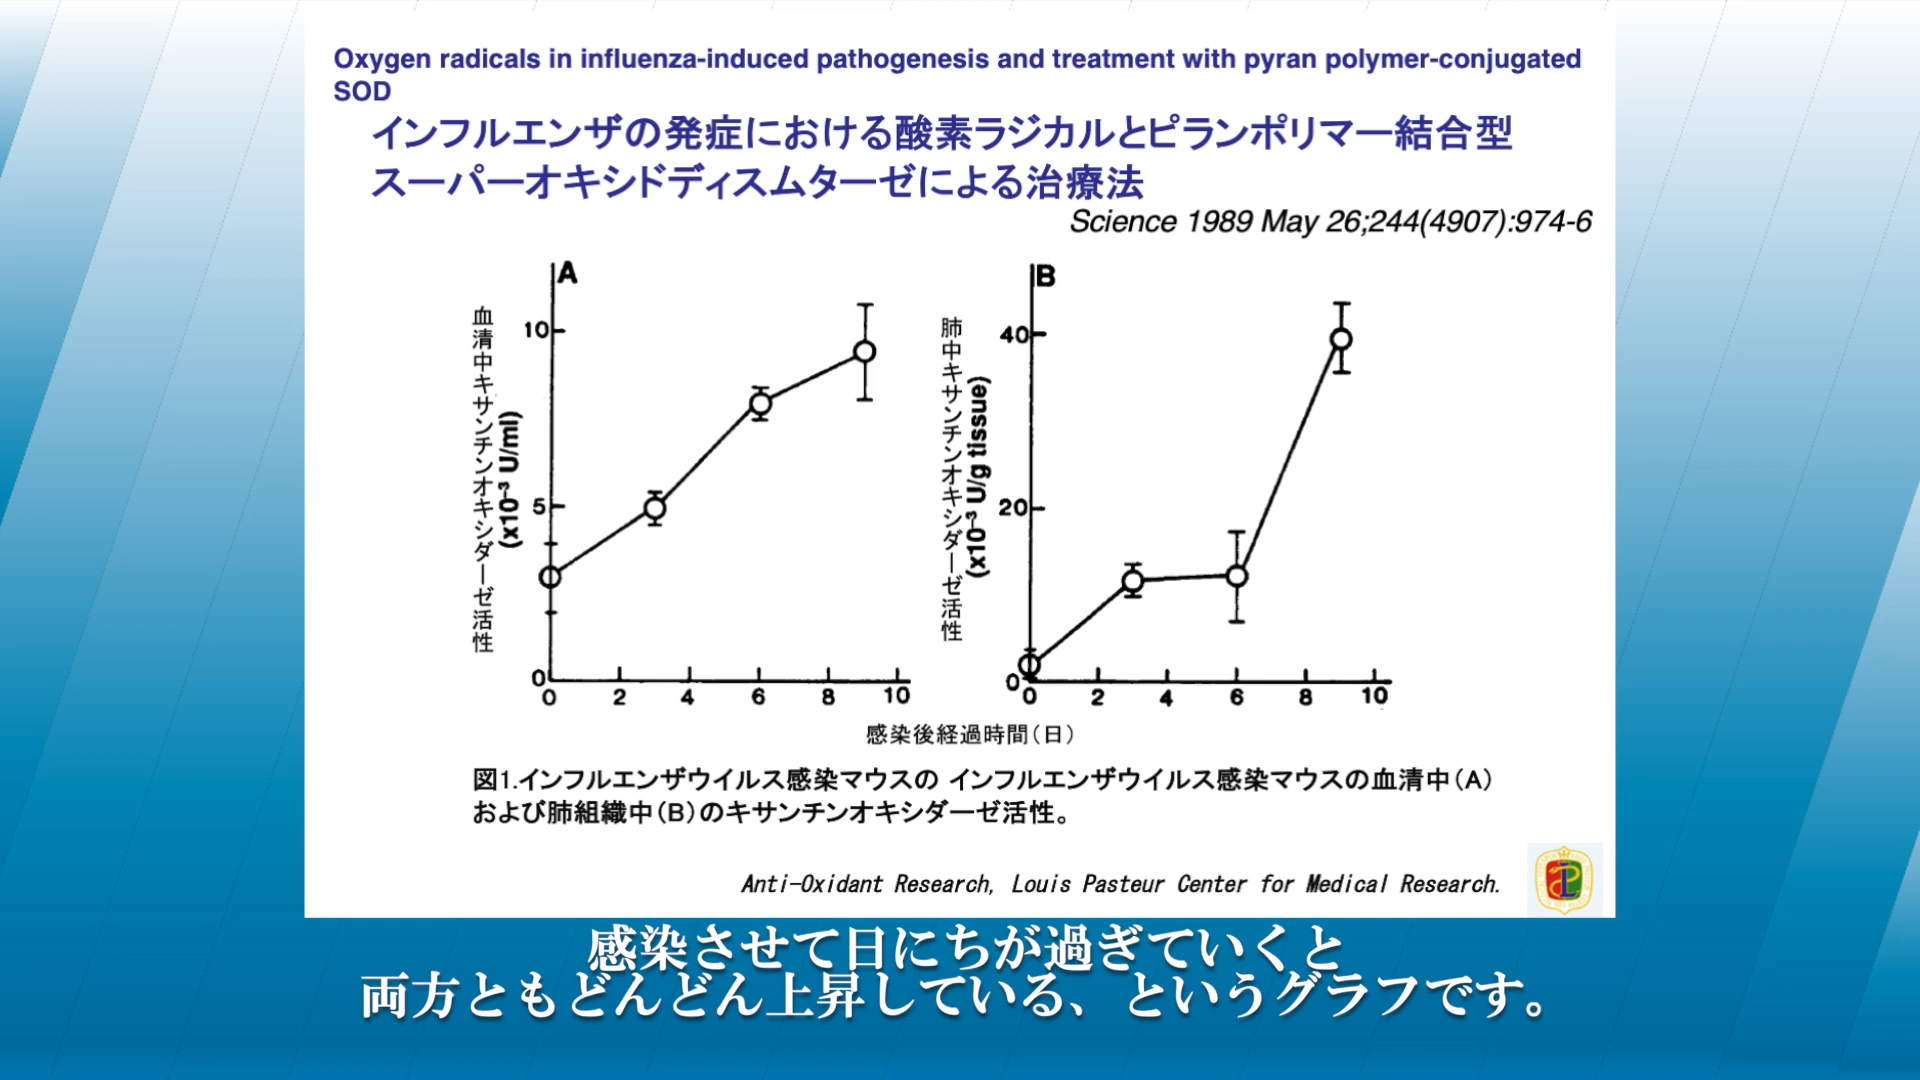 Oxygen radicals in influenza-induced pathogenesis and treatment with pyran polymer-conjugated
SOD
インフルエンザの発症における酸素ラジカルとピランポリマー結合型
スーパーオキシドディスムターゼによる治療法
Science 1989 May 26;244(4907):974-6
A
血清中キサンチンオキシダーゼ活性
(x10⁻³ U/ml)
10
5
0
0 2 4 6 8 10
B
肺中キサンチンオキシダーゼ活性
(x10⁻³ U/g tissue)
40
20
0
0 2 4 6 8 10
感染後経過時間(日)
図1.インフルエンザウイルス感染マウスの インフルエンザウイルス感染マウスの血清中(A)
および肺組織中(B)のキサンチンオキシダーゼ活性。
Anti-Oxidant Research, Louis Pasteur Center for Medical Research.
感染させて日にちが過ぎていくと
両方ともどんどん上昇している、というグラフです。